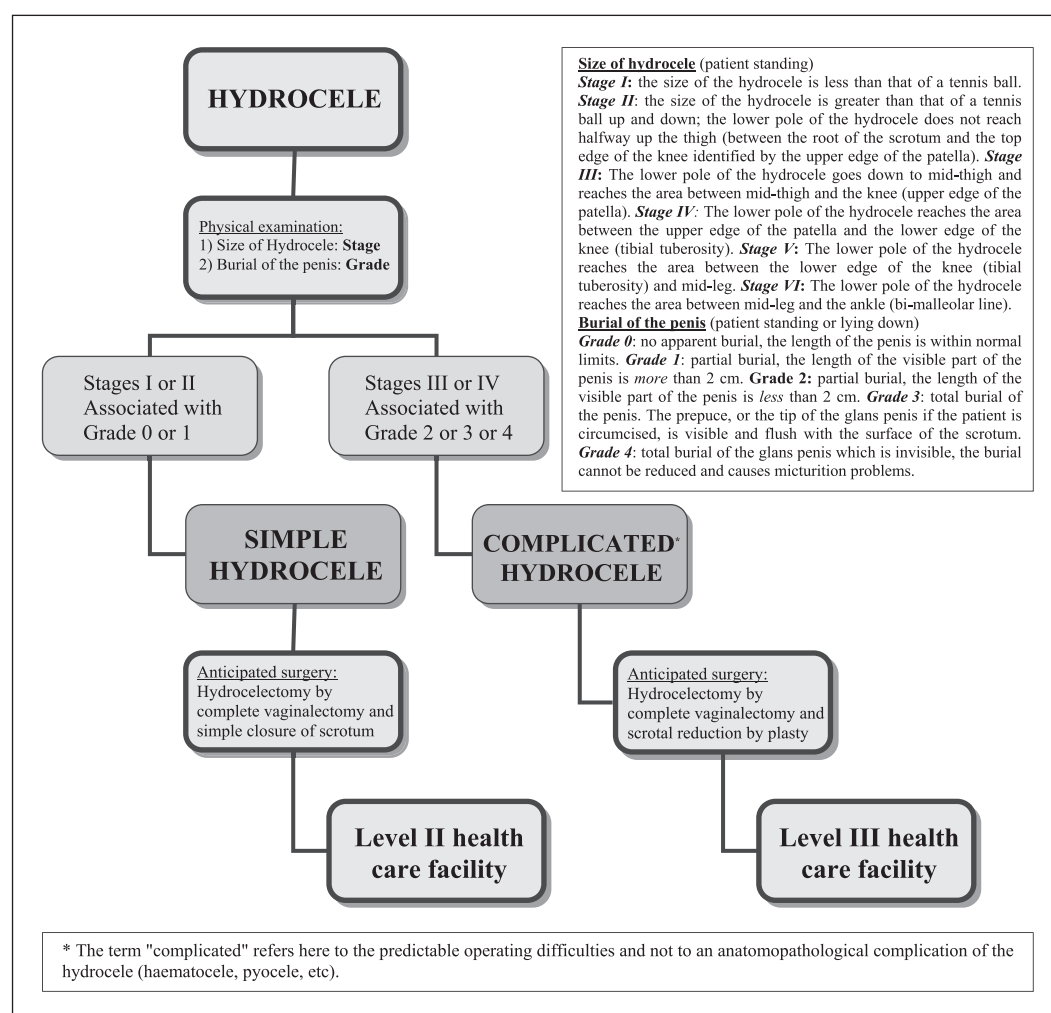 HYDROCELE
Physical examination:
1) Size of Hydrocele: Stage
2) Burial of the penis: Grade
Stages I or II
Associated with
Grade 0 or 1
Stages III or IV
Associated with
Grade 2 or 3 or 4
SIMPLE
HYDROCELE
COMPLICATED*
HYDROCELE
Anticipated surgery:
Hydrocelectomy by
complete vaginalectomy and
simple closure of scrotum
Anticipated surgery:
Hydrocelectomy by
complete vaginalectomy and
scrotal reduction by plasty
Level II health
care facility
Level III health
care facility
Size of hydrocele (patient standing)
Stage I: the size of the hydrocele is less than that of a tennis ball.
Stage II: the size of the hydrocele is greater than that of a tennis
ball up and down; the lower pole of the hydrocele does not reach
halfway up the thigh (between the root of the scrotum and the top
edge of the knee identified by the upper edge of the patella). Stage
III: The lower pole of the hydrocele goes down to mid-thigh and
reaches the area between mid-thigh and the knee (upper edge of the
patella). Stage IV: The lower pole of the hydrocele reaches the area
between the upper edge of the patella and the lower edge of the
knee (tibial tuberosity). Stage V: The lower pole of the hydrocele
reaches the area between the lower edge of the knee (tibial
tuberosity) and mid-leg. Stage VI: The lower pole of the hydrocele
reaches the area between mid-leg and the ankle (bi-malleolar line).
Burial of the penis (patient standing or lying down)
Grade 0: no apparent burial, the length of the penis is within normal
limits. Grade 1: partial burial, the length of the visible part of the
penis is more than 2 cm. Grade 2: partial burial, the length of the
visible part of the penis is less than 2 cm. Grade 3: total burial of
the penis. The prepuce, or the tip of the glans penis if the patient is
circumcised, is visible and flush with the surface of the scrotum.
Grade 4: total burial of the glans penis which is invisible, the burial
cannot be reduced and causes micturition problems.
* The term "complicated" refers here to the predictable operating difficulties and not to an anatomopathological complication of the
hydrocele (haematocele, pyocele, etc).